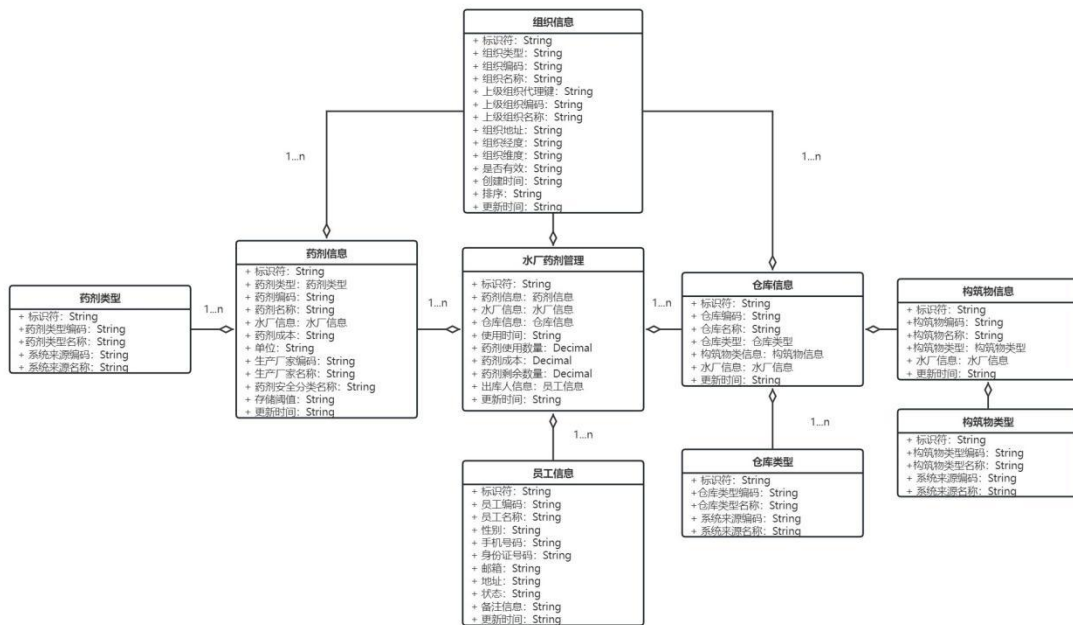 组织信息
+ 标识符：String
+ 组织类型：String
+ 组织编码：String
+ 组织名称：String
+ 上级组织代理键：String
+ 上级组织编码：String
+ 上级组织名称：String
+ 组织地址：String
+ 组织经度：String
+ 组织维度：String
+ 是否有效：String
+ 创建时间：String
+ 排序：String
+ 更新时间：String
1...n
1...n
药剂类型
+ 标识符：String
+药剂类型编码：String
+药剂类型名称：String
+ 系统来源编码：String
+ 系统来源名称：String
1...n
药剂信息
+ 标识符：String
+ 药剂类型：药剂类型
+ 药剂编码：String
+ 药剂名称：String
+ 水厂信息：水厂信息
+ 药剂成本：String
+ 单位：String
+ 生产厂家编码：String
+ 生产厂家名称：String
+ 药剂安全分类名称：String
+ 存储阈值：String
+ 更新时间：String
1...n
水厂药剂管理
+ 标识符：String
+ 药剂信息：药剂信息
+ 水厂信息：水厂信息
+ 仓库信息：仓库信息
+ 使用时间：String
+ 药剂使用数量：Decimal
+ 药剂成本：Decimal
+ 药剂剩余数量：Decimal
+ 出库人信息：员工信息
+ 更新时间：String
1...n
仓库信息
+ 标识符：String
+ 仓库编码：String
+ 仓库名称：String
+ 仓库类型：仓库类型
+ 构筑物类信息：构筑物信息
+ 水厂信息：水厂信息
+ 更新时间：String
构筑物信息
+ 标识符：String
+构筑物编码：String
+构筑物名称：String
+构筑物类型：构筑物类型
+ 水厂信息：水厂信息
+ 更新时间：String
构筑物类型
+ 标识符：String
+构筑物类型编码：String
+构筑物类型名称：String
+ 系统来源编码：String
+ 系统来源名称：String
1...n
1...n
员工信息
+ 标识符：String
+ 员工编码：String
+ 员工名称：String
+ 性别：String
+ 手机号码：String
+ 身份证号码：String
+ 邮箱：String
+ 地址：String
+ 状态：String
+ 备注信息：String
+ 更新时间：String
仓库类型
+ 标识符：String
+仓库类型编码：String
+仓库类型名称：String
+ 系统来源编码：String
+ 系统来源名称：String